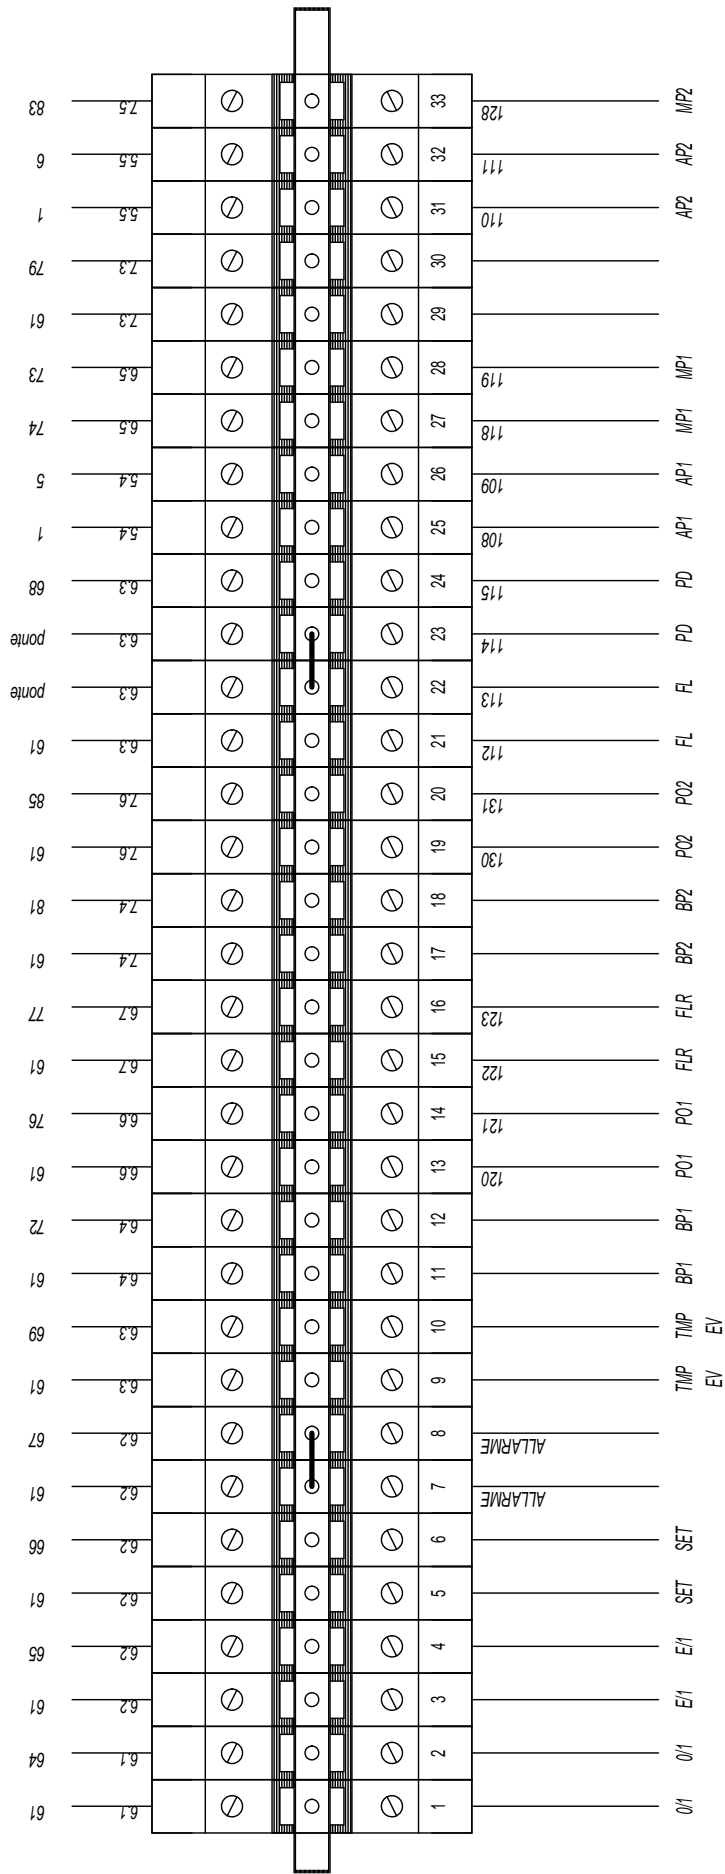 83 7.5 33 128 MP2
6 5.5 32 111 AP2
1 5.5 31 110 AP2
79 7.3 30
61 7.3 29
73 6.5 28 119 MP1
74 6.5 27 118 MP1
5 5.4 26 109 AP1
1 5.4 25 108 AP1
68 6.3 24 115 PD
ponte 6.3 23 114 PD
ponte 6.3 22 113 FL
61 6.3 21 112 FL
85 7.6 20 131 PO2
61 7.6 19 130 PO2
81 7.4 18 BP2
61 7.4 17 BP2
77 6.7 16 123 FLR
61 6.7 15 122 FLR
76 6.6 14 121 PO1
61 6.6 13 120 PO1
72 6.4 12 BP1
61 6.4 11 BP1
69 6.3 10 TMP EV
61 6.3 9 TMP EV
67 6.2 8 ALLARME
61 6.2 7 ALLARME
66 6.2 6 SET
61 6.2 5 SET
65 6.2 4 E/1
61 6.2 3 E/1
64 6.1 2 0/1
61 6.1 1 0/1